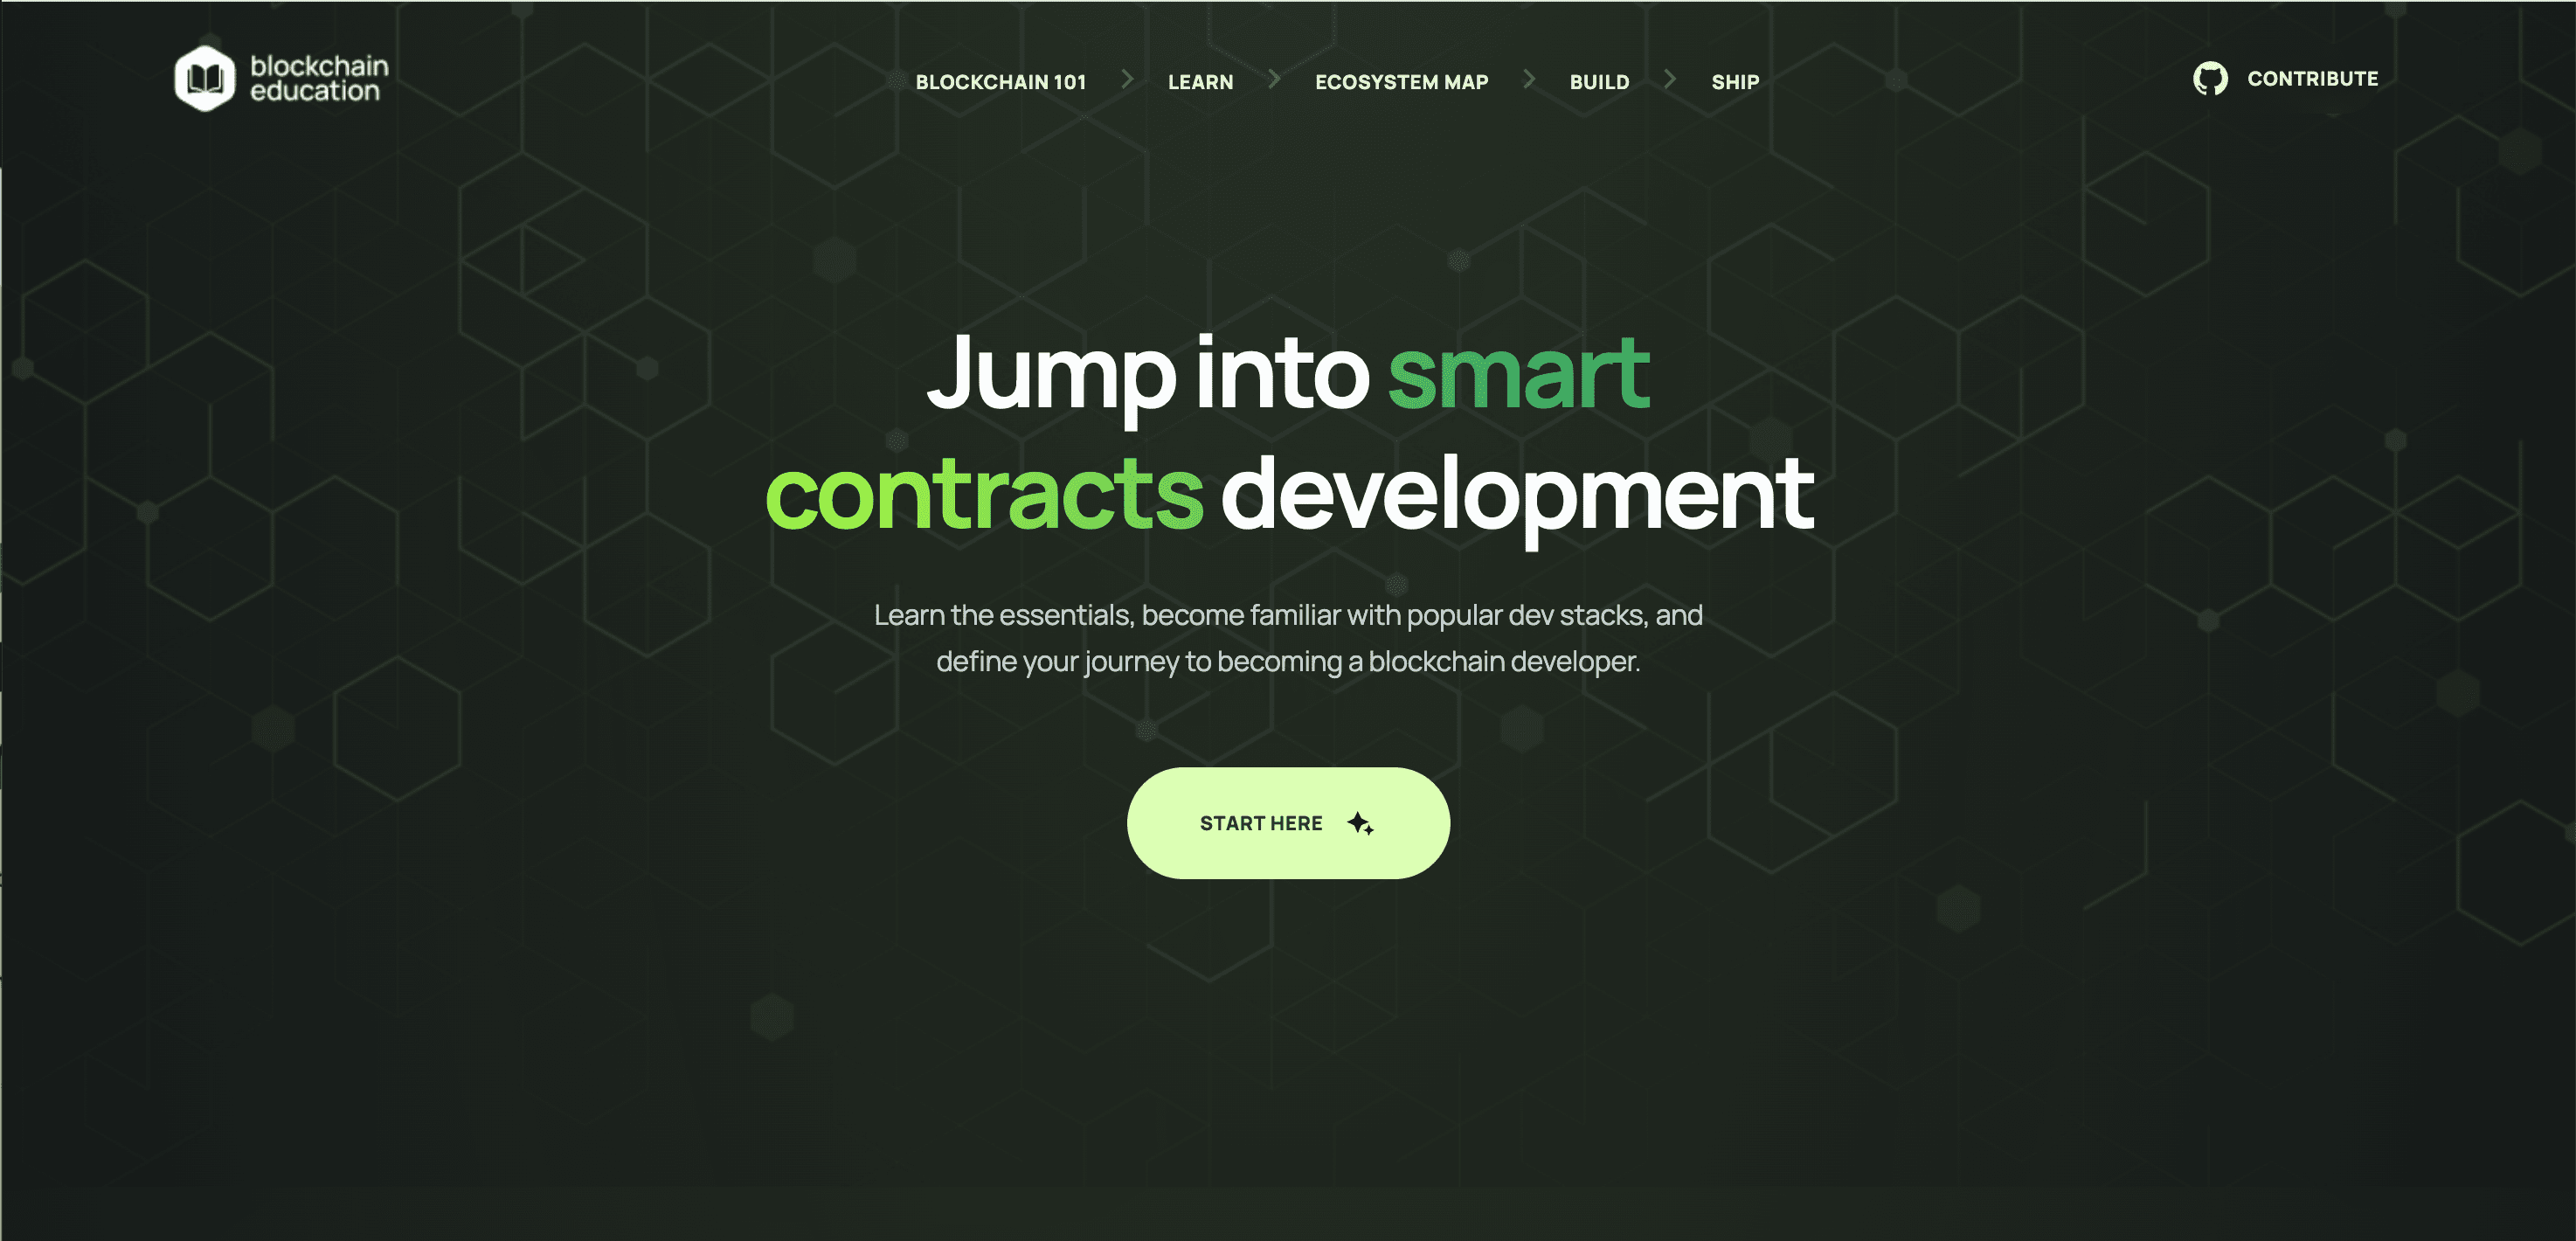 blockchain
education
BLOCKCHAIN 101
LEARN
ECOSYSTEM MAP
BUILD
SHIP
CONTRIBUTE
Jump into smart
contracts development
Learn the essentials, become familiar with popular dev stacks, and
define your journey to becoming a blockchain developer.
START HERE